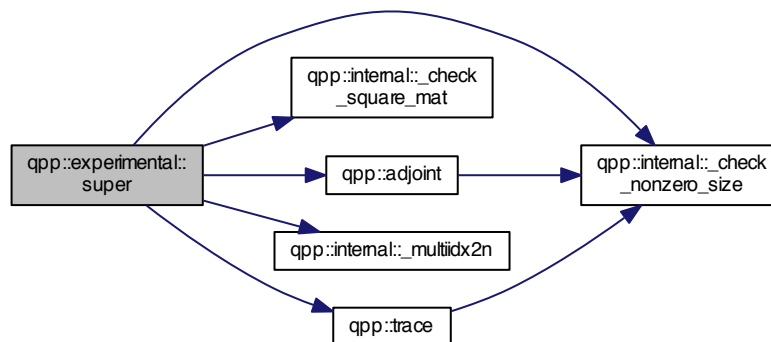 qpp::internal::_check
_square_mat
qpp::experimental::
super
qpp::adjoint
qpp::internal::_check
_nonzero_size
qpp::internal::_multiidx2n
qpp::trace